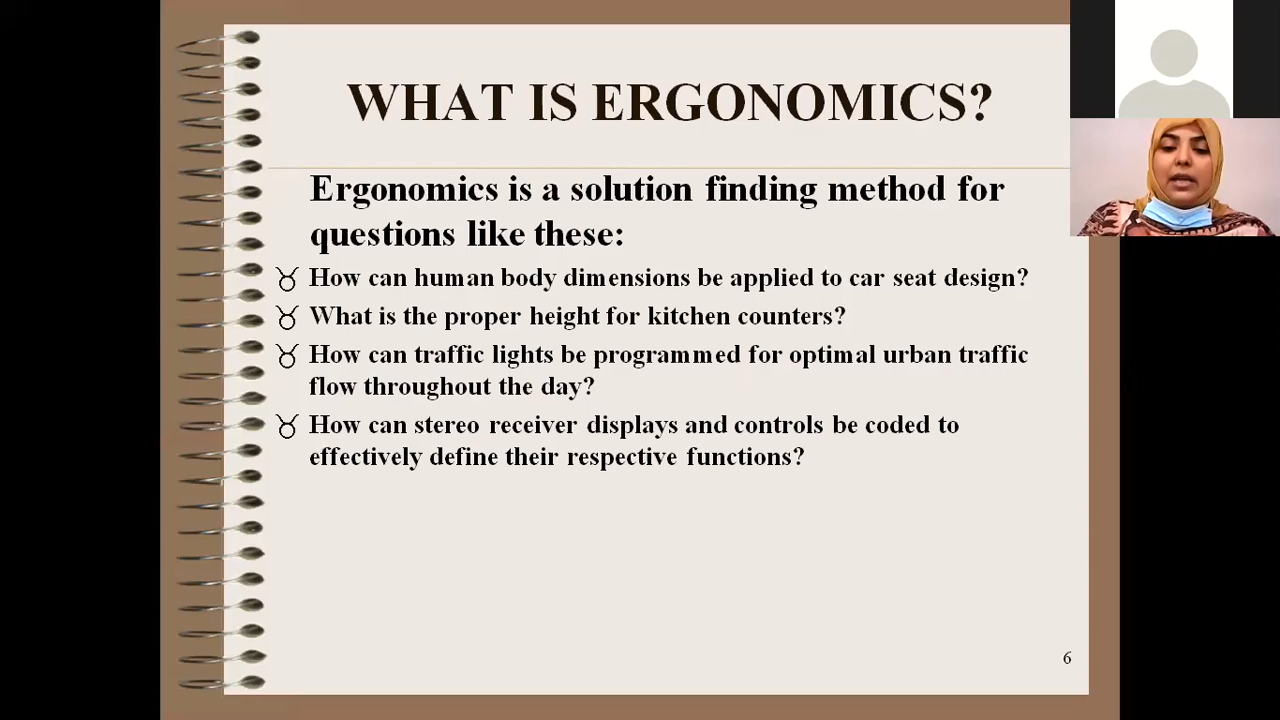 WHAT IS ERGONOMICS?
Ergonomics is a solution finding method for
questions like these:
♉ How can human body dimensions be applied to car seat design?
♉ What is the proper height for kitchen counters?
♉ How can traffic lights be programmed for optimal urban traffic
flow throughout the day?
♉ How can stereo receiver displays and controls be coded to
effectively define their respective functions?
6